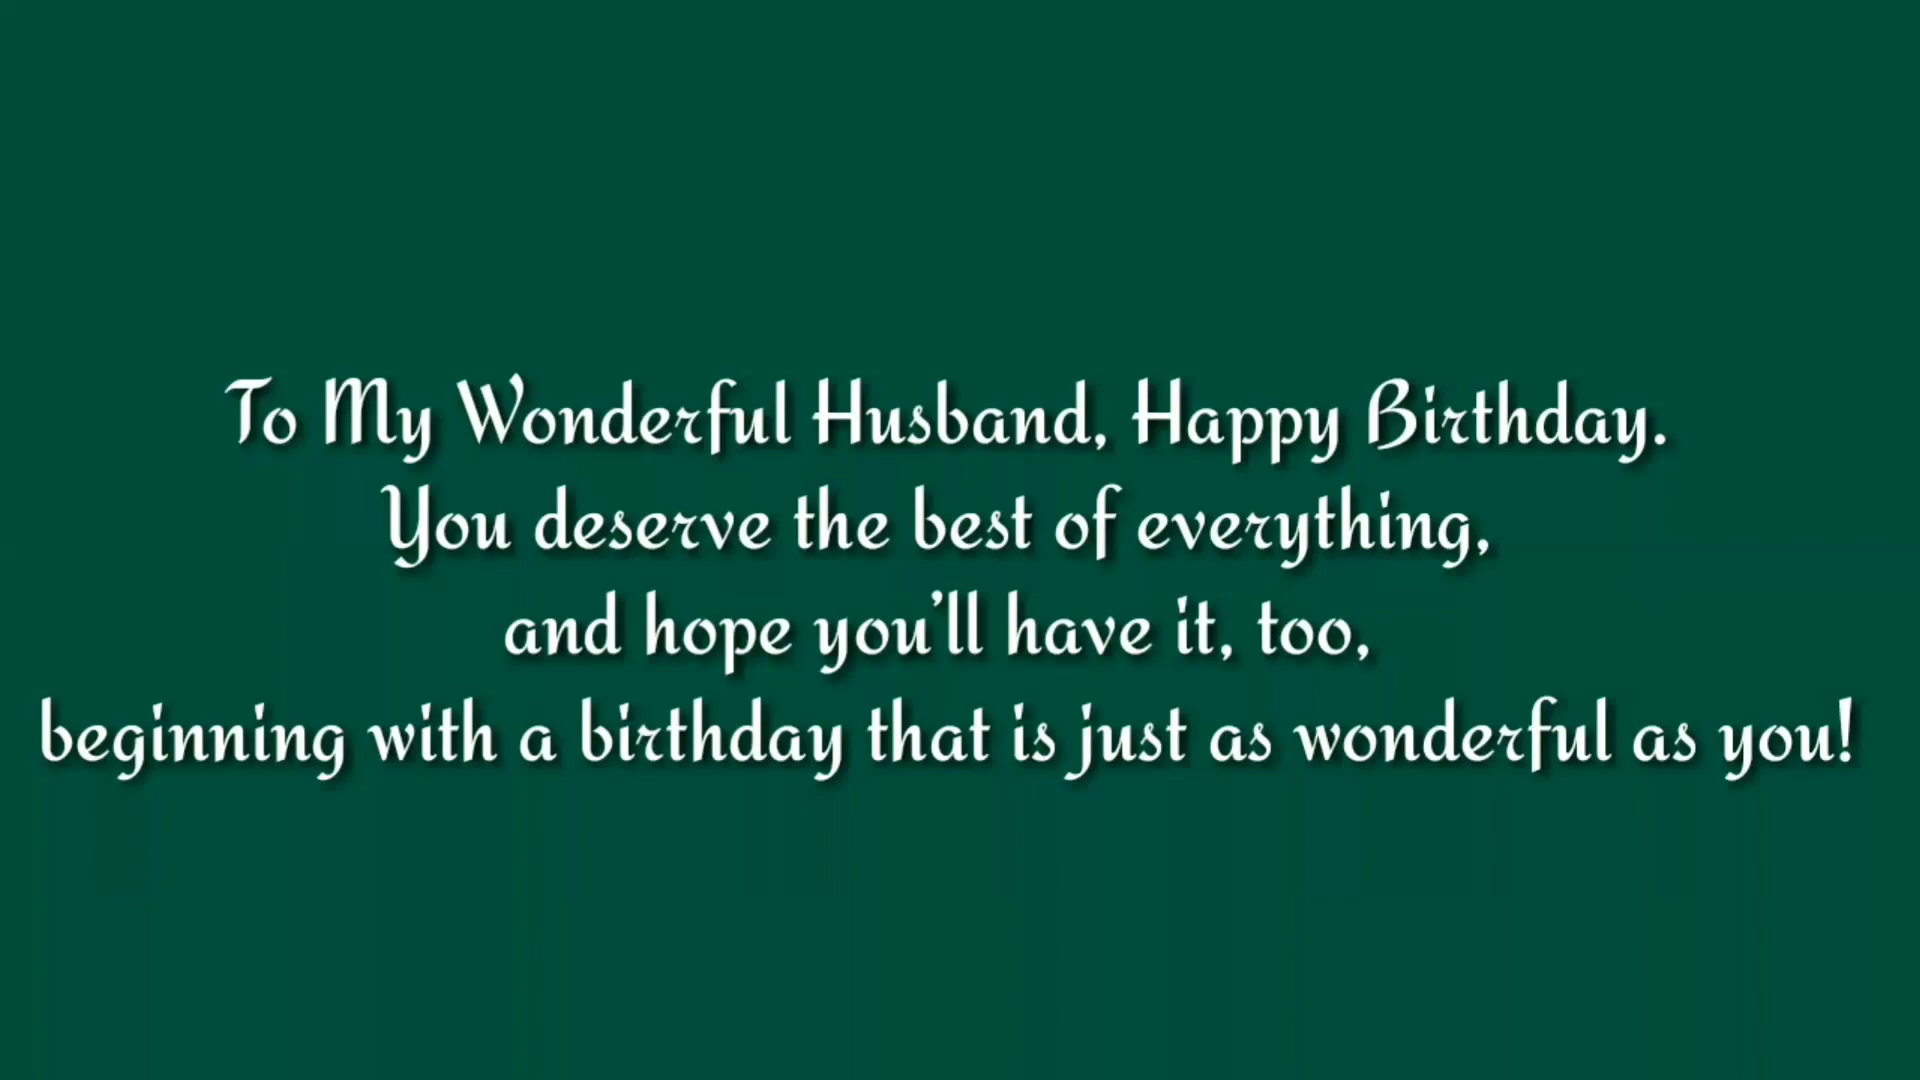 To My Wonderful Husband, Happy Birthday.
You deserve the best of everything,
and hope you’ll have it, too,
beginning with a birthday that is just as wonderful as you!